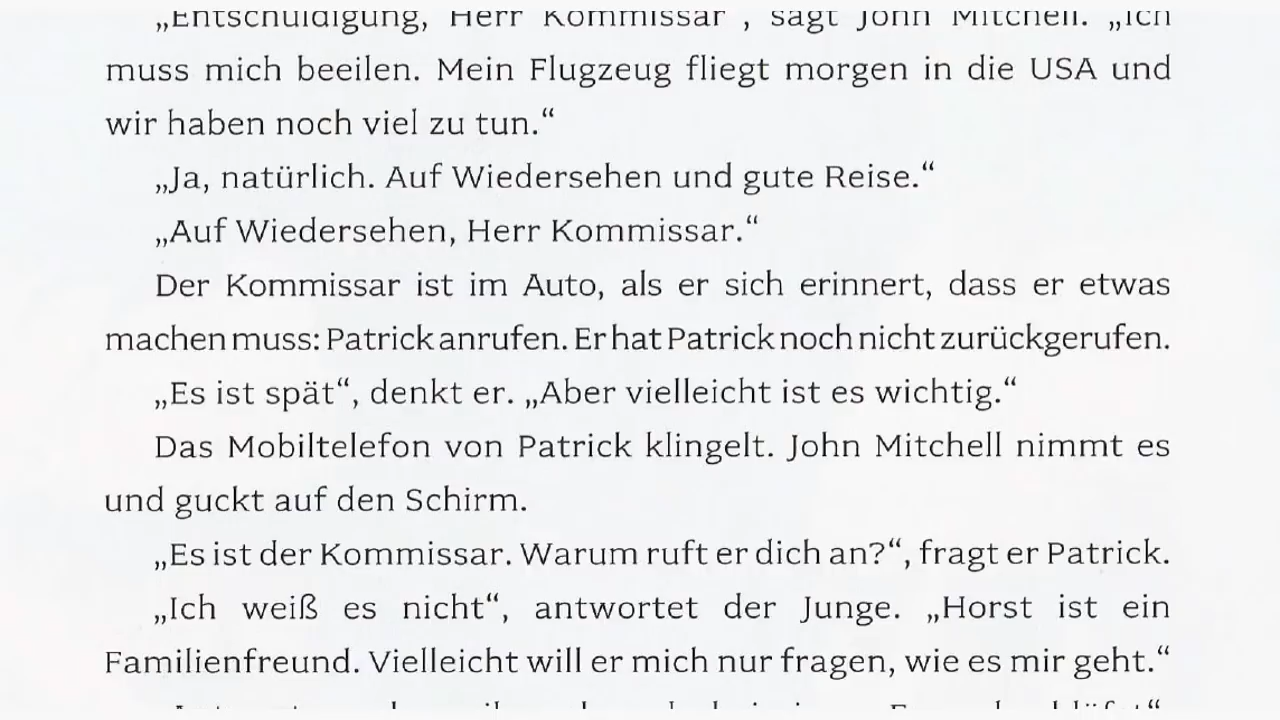 „Entschuldigung, Herr Kommissar“, sagt John Mitchell. „Ich
muss mich beeilen. Mein Flugzeug fliegt morgen in die USA und
wir haben noch viel zu tun.“
„Ja, natürlich. Auf Wiedersehen und gute Reise.“
„Auf Wiedersehen, Herr Kommissar.“
Der Kommissar ist im Auto, als er sich erinnert, dass er etwas
machen muss: Patrick anrufen. Er hat Patrick noch nicht zurückgerufen.
„Es ist spät“, denkt er. „Aber vielleicht ist es wichtig.“
Das Mobiltelefon von Patrick klingelt. John Mitchell nimmt es
und guckt auf den Schirm.
„Es ist der Kommissar. Warum ruft er dich an?“, fragt er Patrick.
„Ich weiß es nicht“, antwortet der Junge. „Horst ist ein
Familienfreund. Vielleicht will er mich nur fragen, wie es mir geht.“